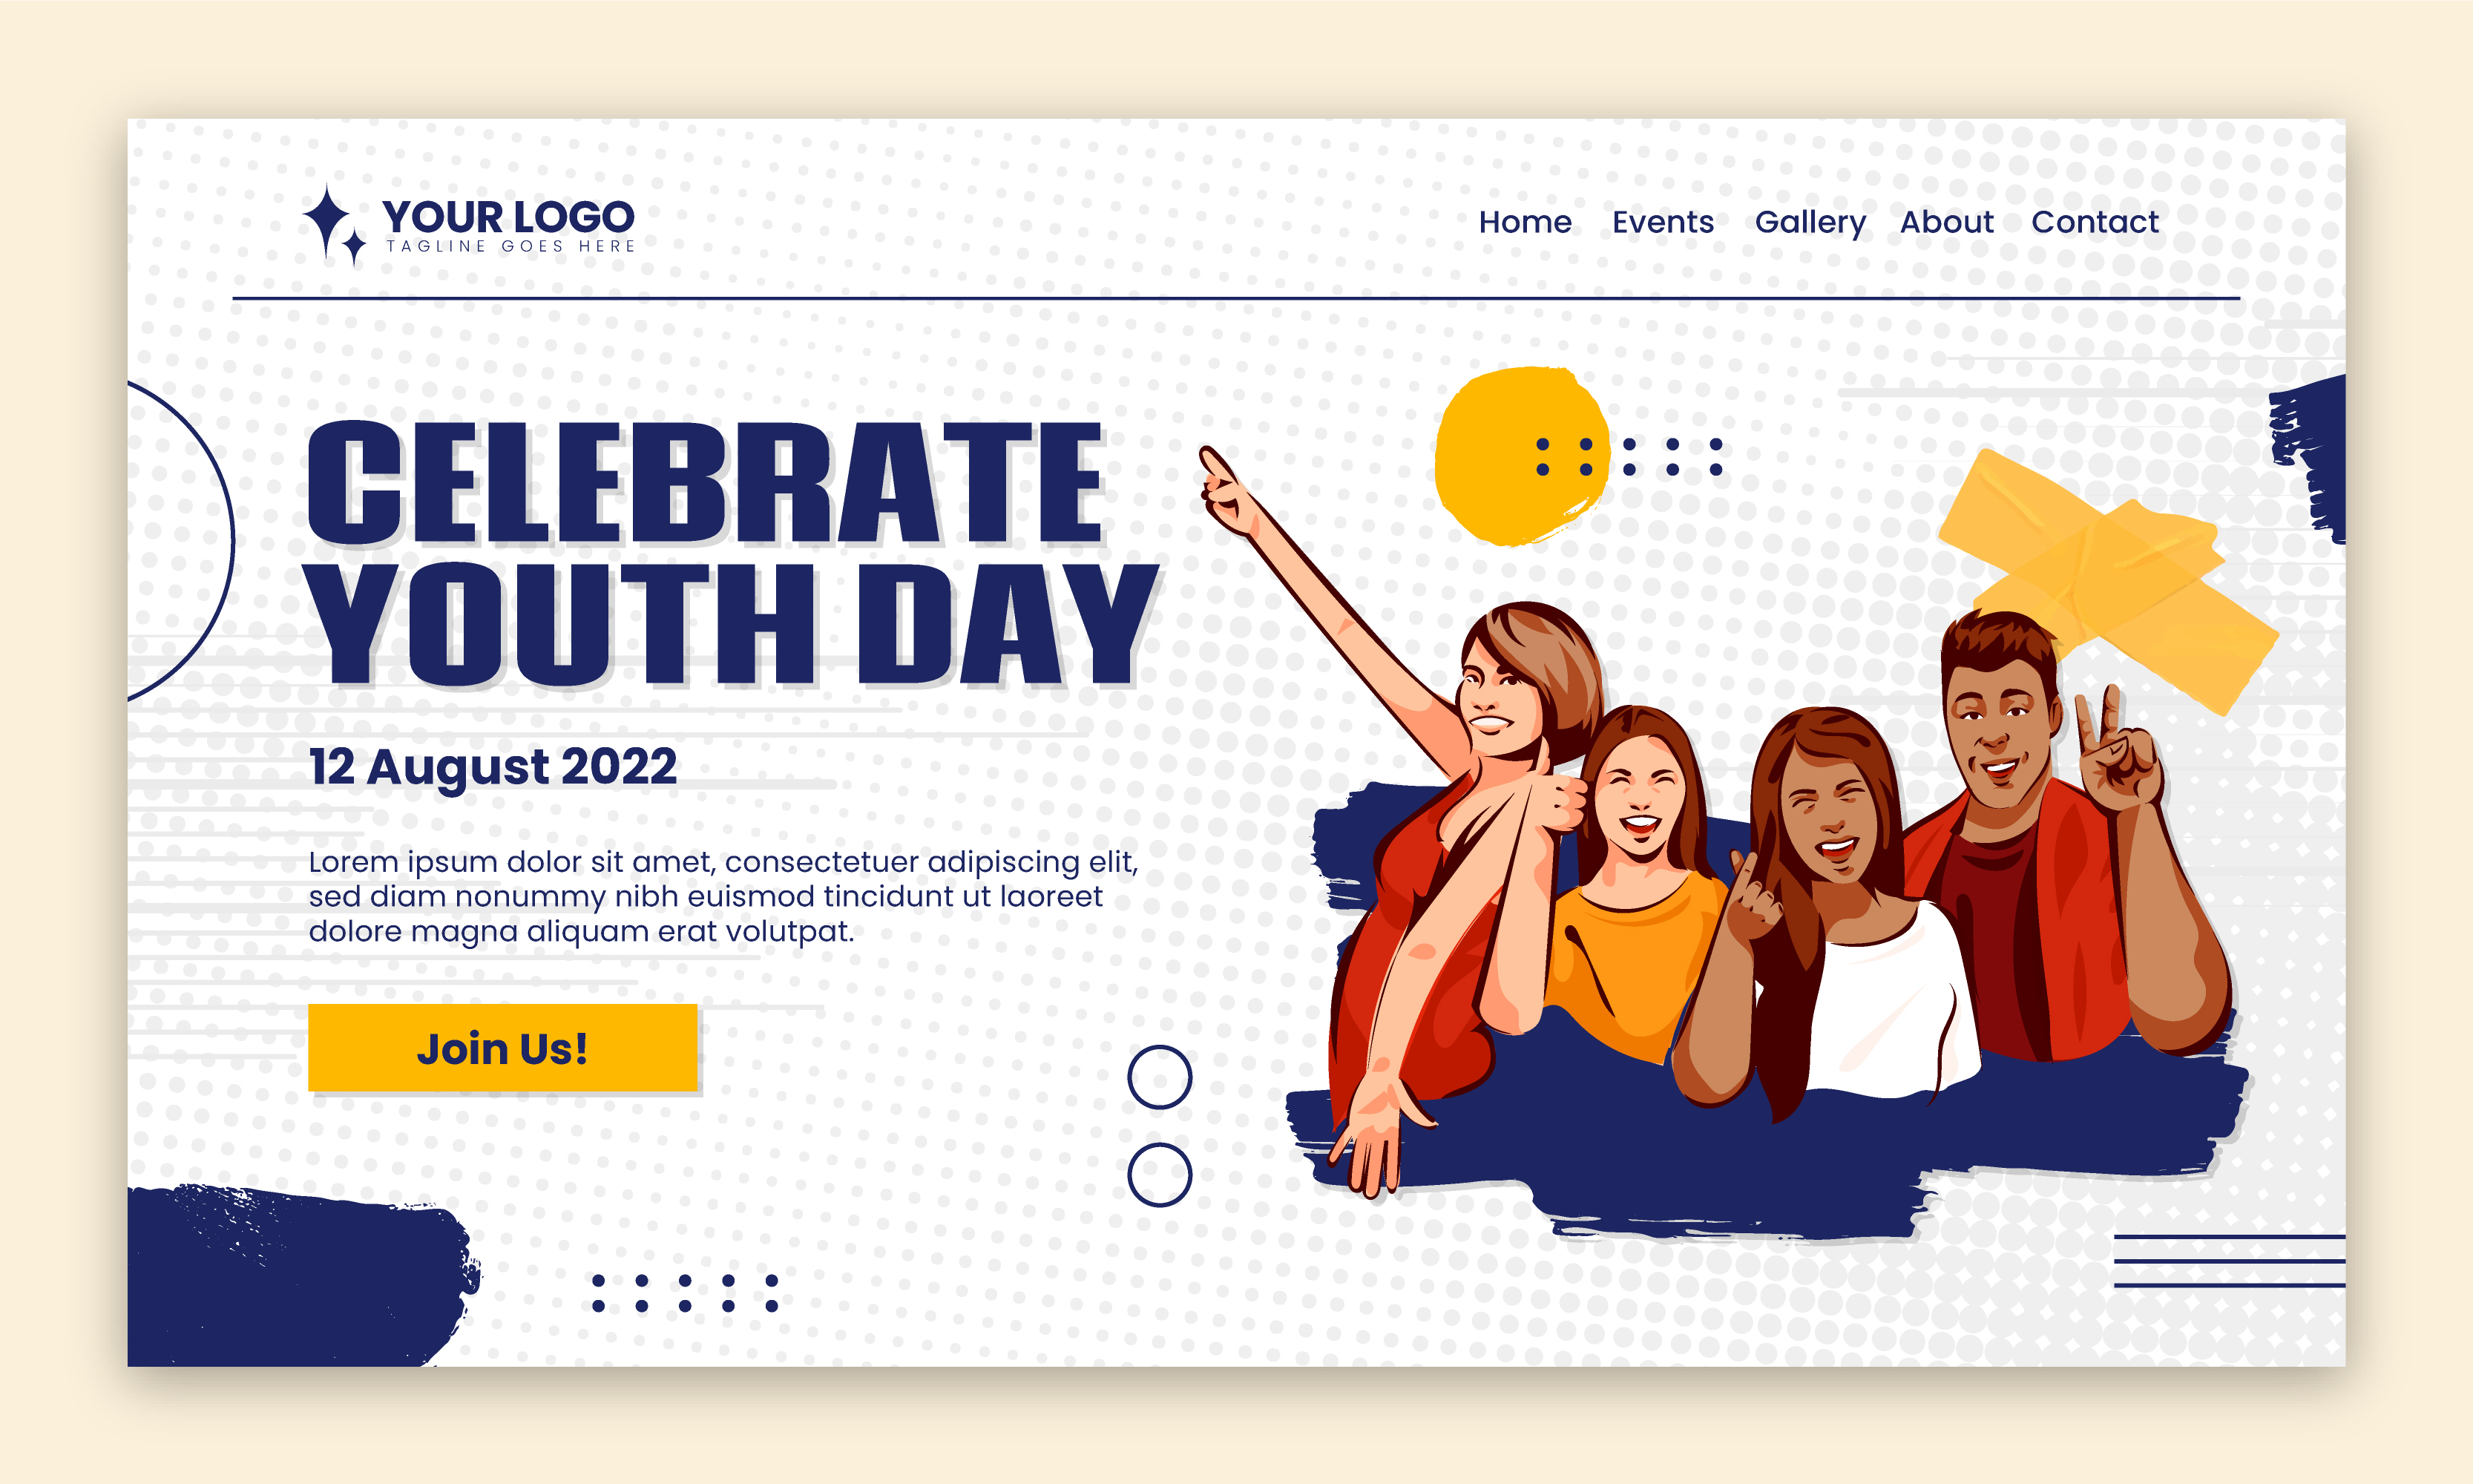 YOUR LOGO
TAGLINE GOES HERE
Home Events Gallery About Contact
CELEBRATE
YOUTH DAY
12 August 2022
Lorem ipsum dolor sit amet, consectetuer adipiscing elit,
sed diam nonummy nibh euismod tincidunt ut laoreet
dolore magna aliquam erat volutpat.
Join Us!